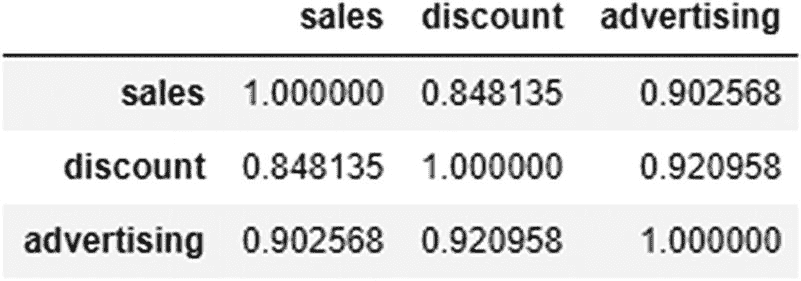 sales discount advertising
sales 1.000000 0.848135 0.902568
discount 0.848135 1.000000 0.920958
advertising 0.902568 0.920958 1.000000